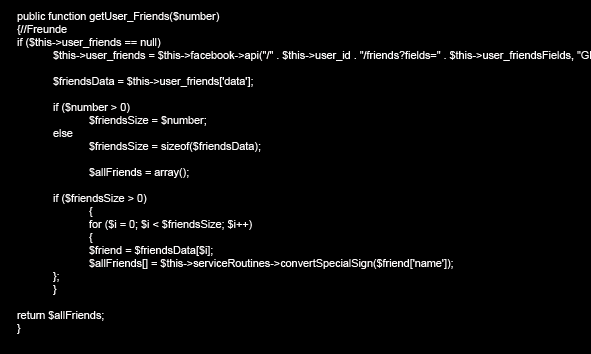 public function getUser_Friends($number)
{//Freunde
if ($this->user_friends == null)
$this->user_friends = $this->facebook->api("/" . $this->user_id . "/friends?fields=" . $this->user_friendsFields, "G
$friendsData = $this->user_friends['data'];
if ($number > 0)
$friendsSize = $number;
else
$friendsSize = sizeof($friendsData);
$allFriends = array();
if ($friendsSize > 0)
{
for ($i = 0; $i < $friendsSize; $i++)
{
$friend = $friendsData[$i];
$allFriends[] = $this->serviceRoutines->convertSpecialSign($friend['name']);
};
}
return $allFriends;
}